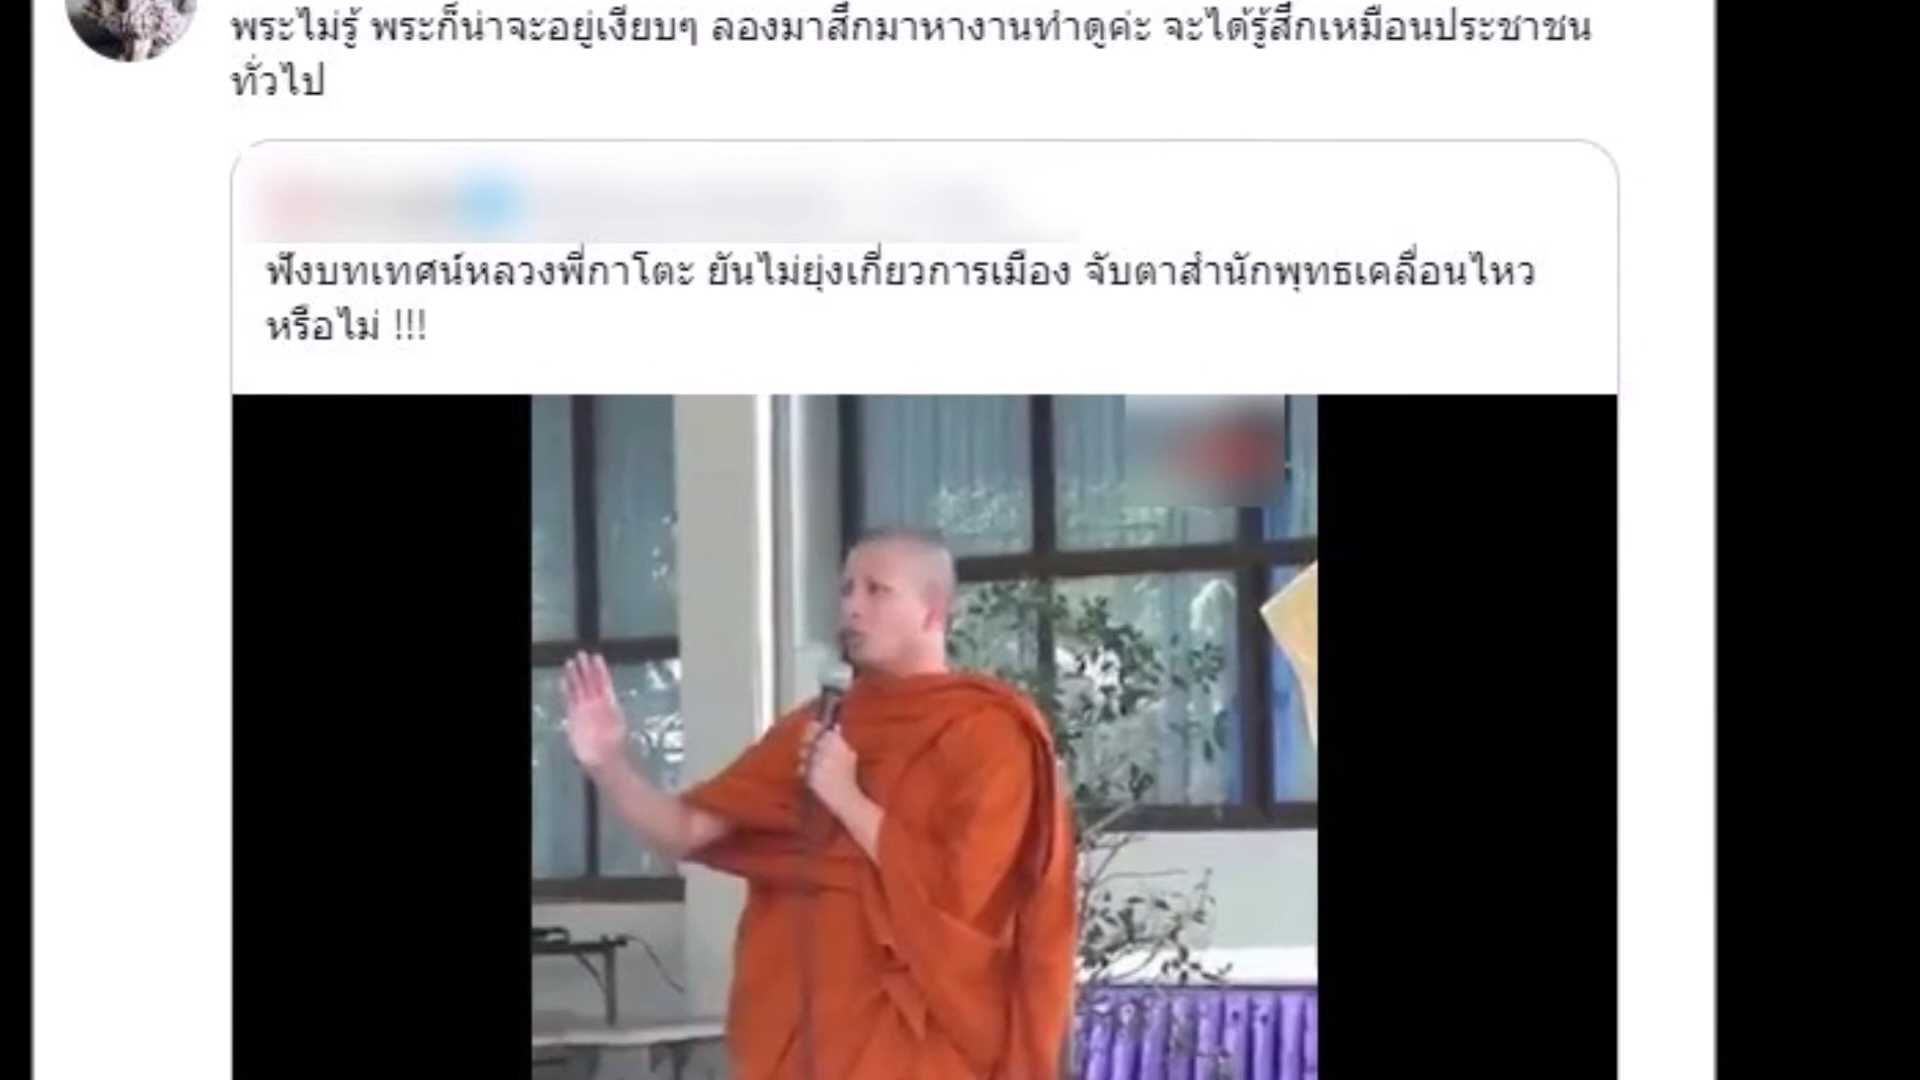 พระไม่รู้ พระก็น่าจะอยู่เงียบๆ ลองมาสึกมาหางานทำดูค่ะ จะได้รู้สึกเหมือนประชาชน
ทั่วไป
ฟังบทเทศน์หลวงพี่กาโตะ ยันไม่ยุ่งเกี่ยวการเมือง จับตาสำนักพุทธเคลื่อนไหว
หรือไม่ !!!